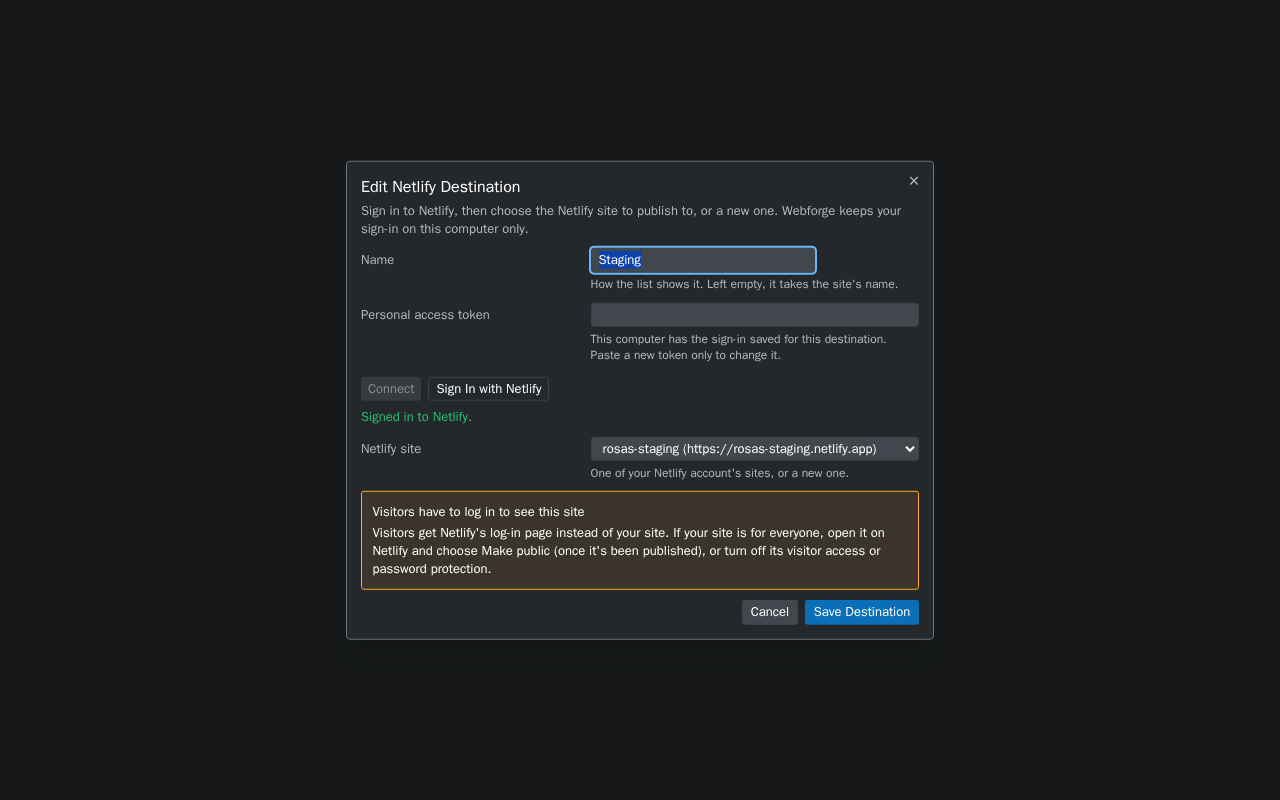 Edit Netlify Destination
×
Sign in to Netlify, then choose the Netlify site to publish to, or a new one. Webforge keeps your
sign-in on this computer only.
Name
Staging
How the list shows it. Left empty, it takes the site's name.
Personal access token
This computer has the sign-in saved for this destination.
Paste a new token only to change it.
Connect
Sign In with Netlify
Signed in to Netlify.
Netlify site
rosas-staging (https://rosas-staging.netlify.app)
One of your Netlify account's sites, or a new one.
Visitors have to log in to see this site
Visitors get Netlify's log-in page instead of your site. If your site is for everyone, open it on
Netlify and choose Make public (once it's been published), or turn off its visitor access or
password protection.
Cancel
Save Destination